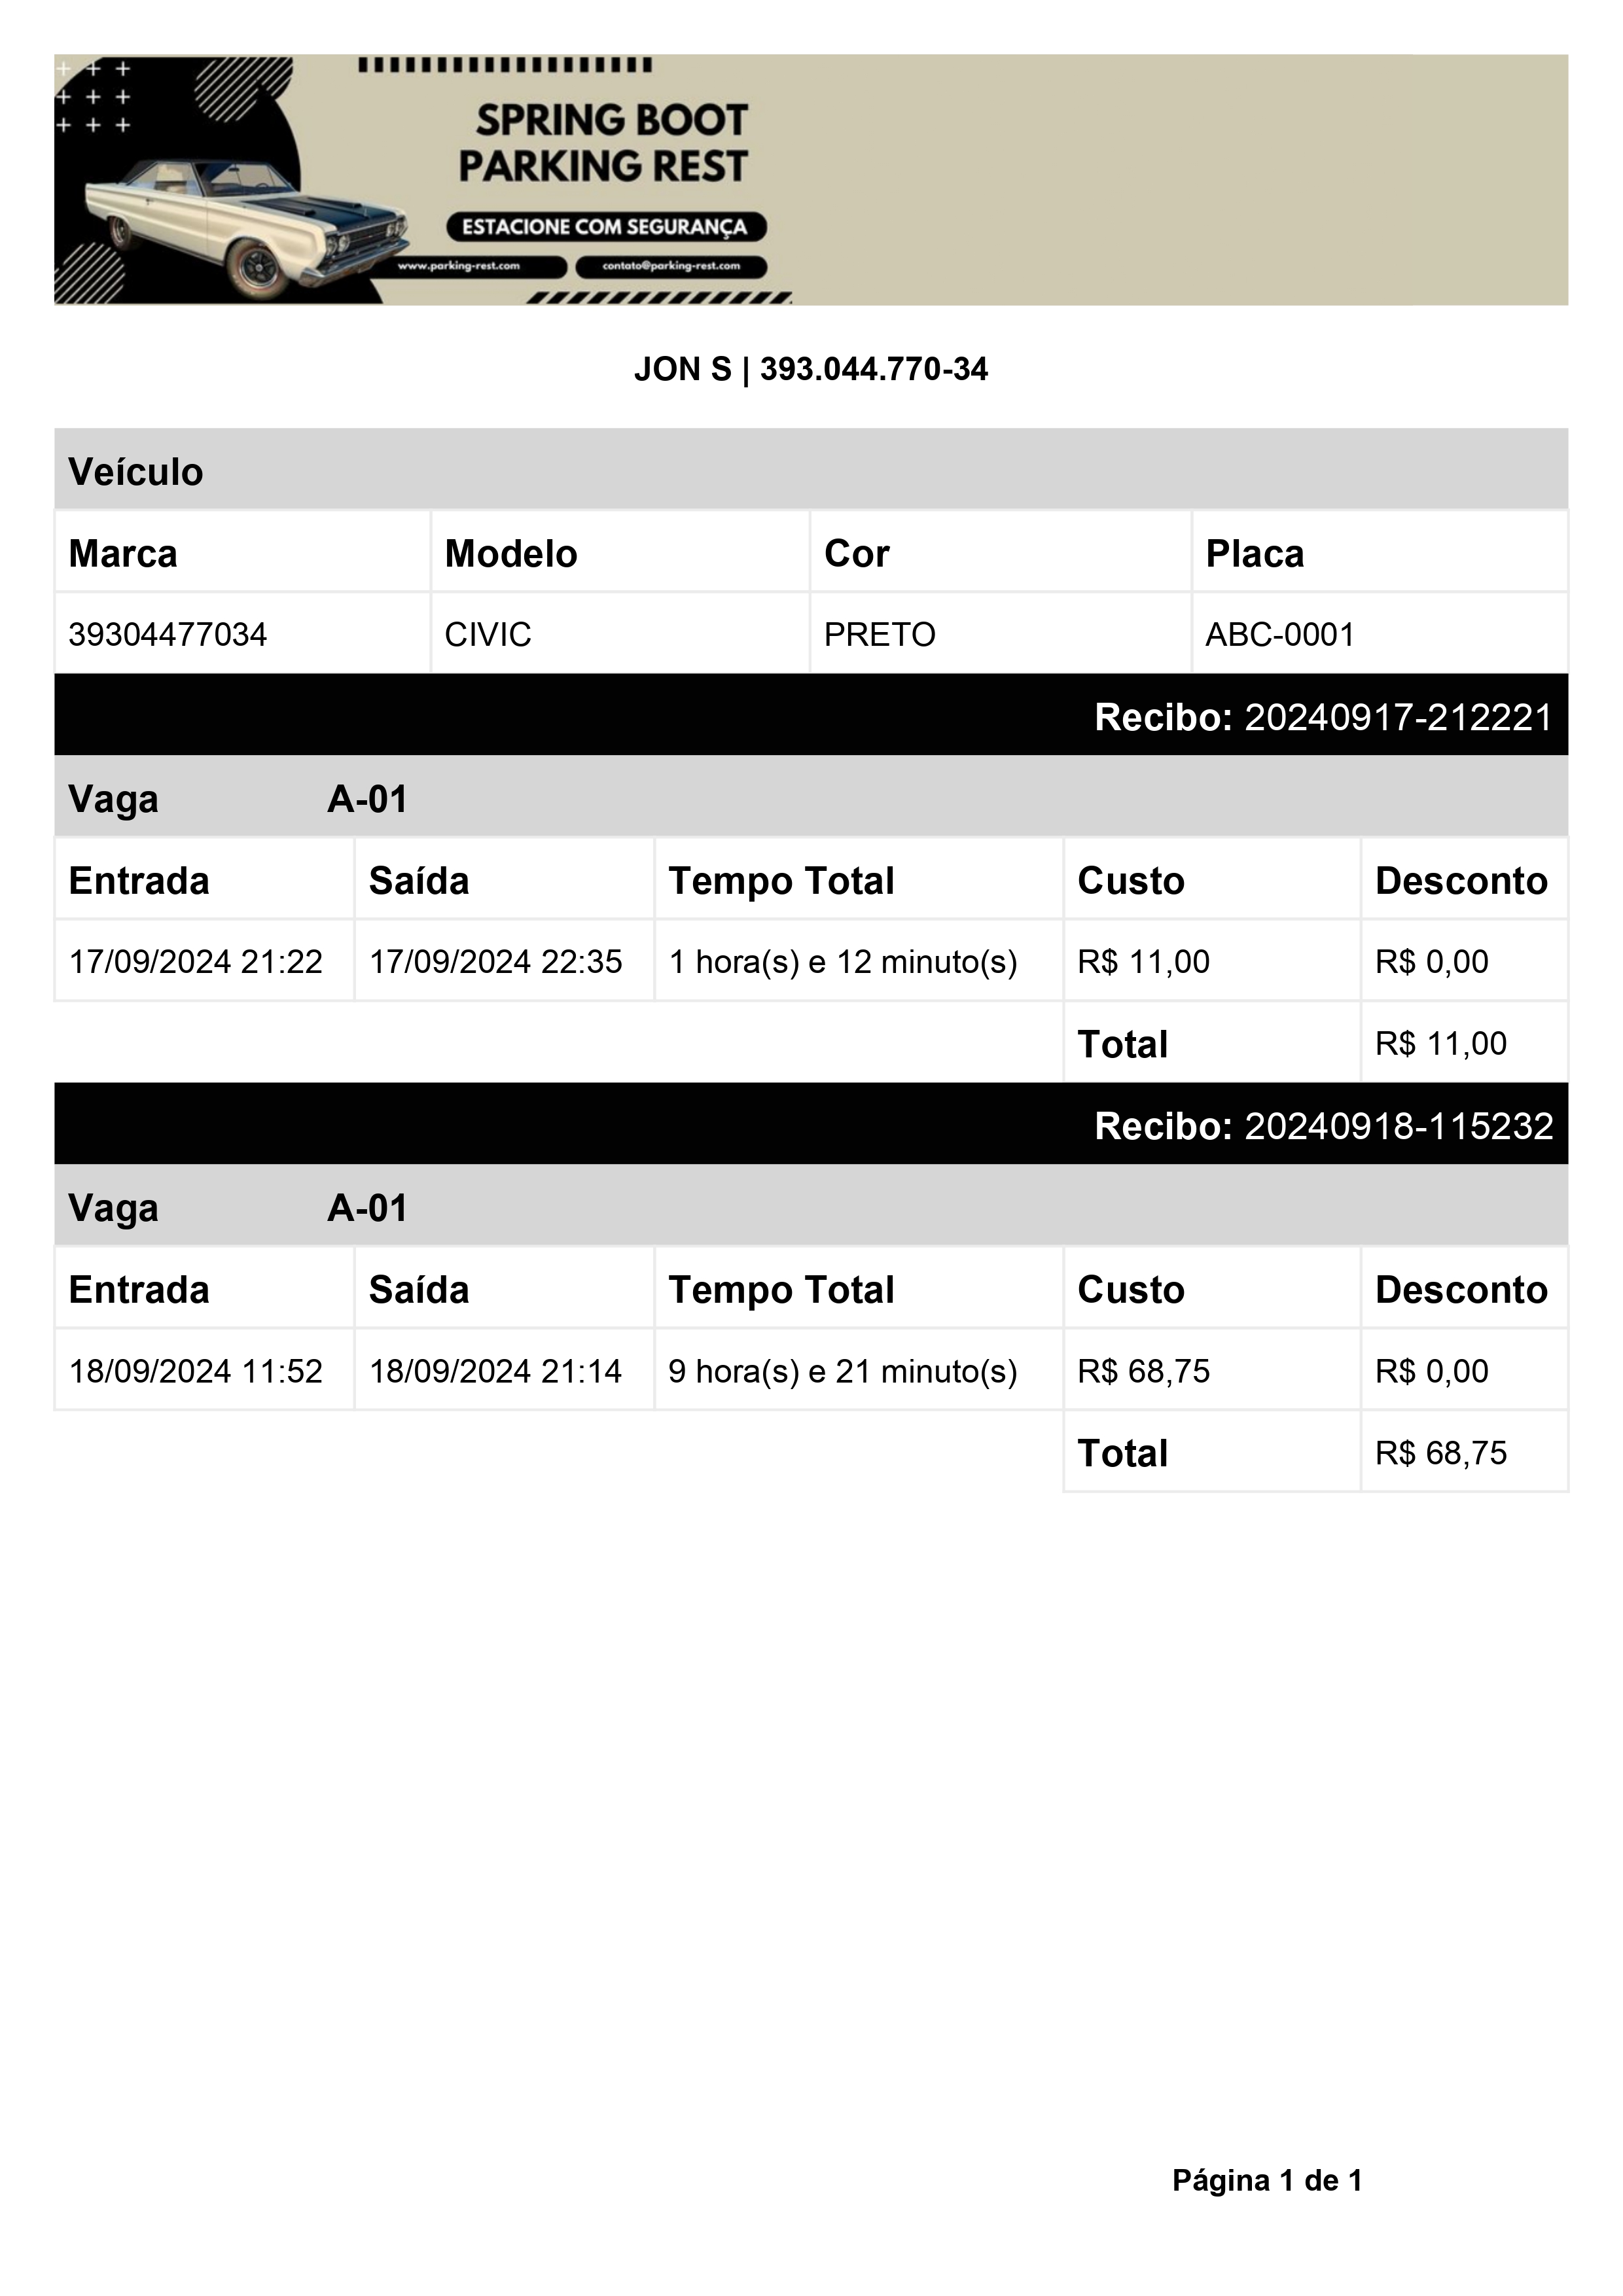 SPRING BOOT
PARKING REST
ESTACIONE COM SEGURANÇA
www.parking-rest.com contato@parking-rest.com
JON S | 393.044.770-34
Veículo
Marca Modelo Cor Placa
39304477034 CIVIC PRETO ABC-0001
Recibo: 20240917-212221
Vaga A-01
Entrada Saída Tempo Total Custo Desconto
17/09/2024 21:22 17/09/2024 22:35 1 hora(s) e 12 minuto(s) R$ 11,00 R$ 0,00
Total R$ 11,00
Recibo: 20240918-115232
Vaga A-01
Entrada Saída Tempo Total Custo Desconto
18/09/2024 11:52 18/09/2024 21:14 9 hora(s) e 21 minuto(s) R$ 68,75 R$ 0,00
Total R$ 68,75
Página 1 de 1